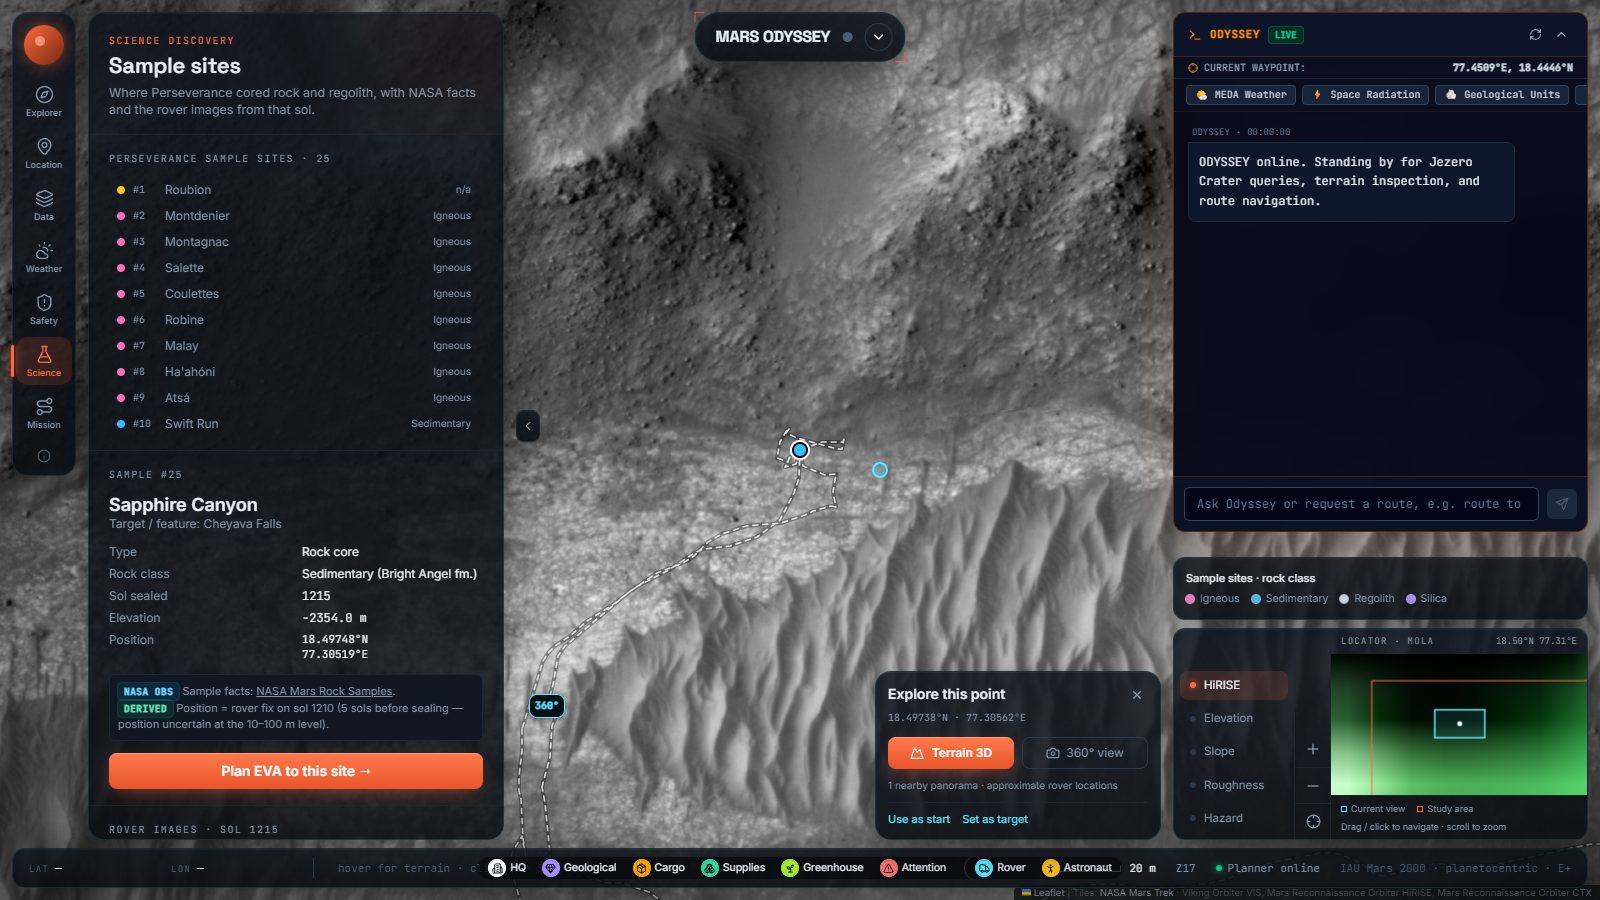 Explorer
Location
Data
Weather
Safety
Science
Mission
SCIENCE DISCOVERY
Sample sites
Where Perseverance cored rock and regolith, with NASA facts
and the rover images from that sol.
PERSEVERANCE SAMPLE SITES · 25
#1 Roubion n/a
#2 Montdenier Igneous
#3 Montagnac Igneous
#4 Salette Igneous
#5 Coulettes Igneous
#6 Robine Igneous
#7 Malay Igneous
#8 Ha'ahóni Igneous
#9 Atsá Igneous
#10 Swift Run Sedimentary
SAMPLE #25
Sapphire Canyon
Target / feature: Cheyava Falls
Type Rock core
Rock class Sedimentary (Bright Angel fm.)
Sol sealed 1215
Elevation -2354.0 m
Position 18.49748°N
77.30519°E
NASA OBS Sample facts: NASA Mars Rock Samples.
DERIVED Position = rover fix on sol 1210 (5 sols before sealing —
position uncertain at the 10–100 m level).
Plan EVA to this site →
ROVER IMAGES · SOL 1215
MARS ODYSSEY
360°
Explore this point
18.49738°N · 77.30562°E
Terrain 3D
360° view
1 nearby panorama · approximate rover locations
Use as start Set as target
ODYSSEY LIVE
CURRENT WAYPOINT: 77.4509°E, 18.4446°N
MEDA Weather
Space Radiation
Geological Units
ODYSSEY · 00:00:00
ODYSSEY online. Standing by for Jezero
Crater queries, terrain inspection, and
route navigation.
Ask Odyssey or request a route, e.g. route to
Sample sites · rock class
Igneous Sedimentary Regolith Silica
HiRISE
Elevation
Slope
Roughness
Hazard
LOCATOR · MOLA 18.50°N 77.31°E
Current view Study area
Drag / click to navigate · scroll to zoom
LAT — LON — hover for terrain · c
HQ Geological Cargo Supplies Greenhouse Attention Rover Astronaut
20 m Z17 Planner online IAU Mars 2000 · planetocentric · E+
Leaflet | Tiles: NASA Mars Trek · Viking Orbiter VIS, Mars Reconnaissance Orbiter HiRISE, Mars Reconnaissance Orbiter CTX